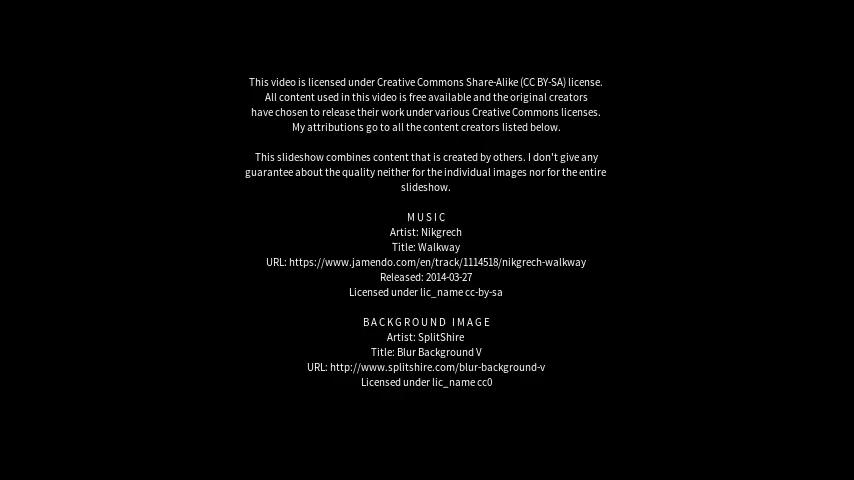 This video is licensed under Creative Commons Share-Alike (CC BY-SA) license.
All content used in this video is free available and the original creators
have chosen to release their work under various Creative Commons licenses.
My attributions go to all the content creators listed below.
This slideshow combines content that is created by others. I don't give any
guarantee about the quality neither for the individual images nor for the entire
slideshow.
MUSIC
Artist: Nikgrech
Title: Walkway
URL: https://www.jamendo.com/en/track/1114518/nikgrech-walkway
Released: 2014-03-27
Licensed under lic_name cc-by-sa
BACKGROUND IMAGE
Artist: SplitShire
Title: Blur Background V
URL: http://www.splitshire.com/blur-background-v
Licensed under lic_name cc0